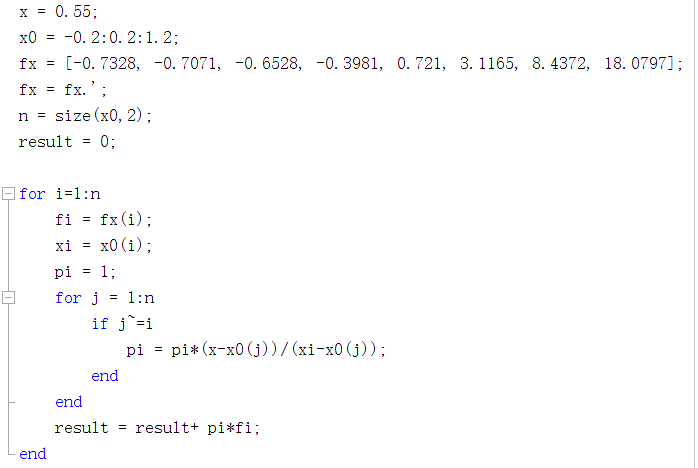 x = 0.55;
x0 = -0.2:0.2:1.2;
fx = [-0.7328, -0.7071, -0.6528, -0.3981, 0.721, 3.1165, 8.4372, 18.0797];
fx = fx.';
n = size(x0,2);
result = 0;
for i=1:n
fi = fx(i);
xi = x0(i);
pi = 1;
for j = 1:n
if j~=i
pi = pi*(x-x0(j))/(xi-x0(j));
end
end
result = result+ pi*fi;
end